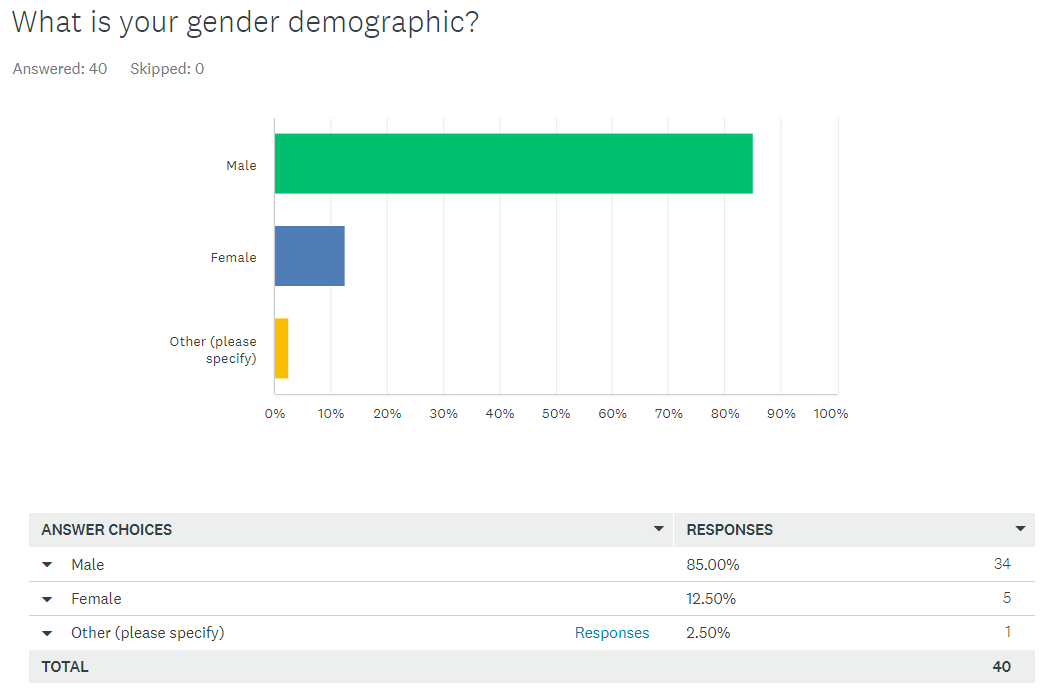 What is your gender demographic?
Answered: 40 Skipped: 0
Male
Female
Other (please
specify)
0% 10% 20% 30% 40% 50% 60% 70% 80% 90% 100%
ANSWER CHOICES RESPONSES
Male 85.00% 34
Female 12.50% 5
Other (please specify) Responses 2.50% 1
TOTAL 40